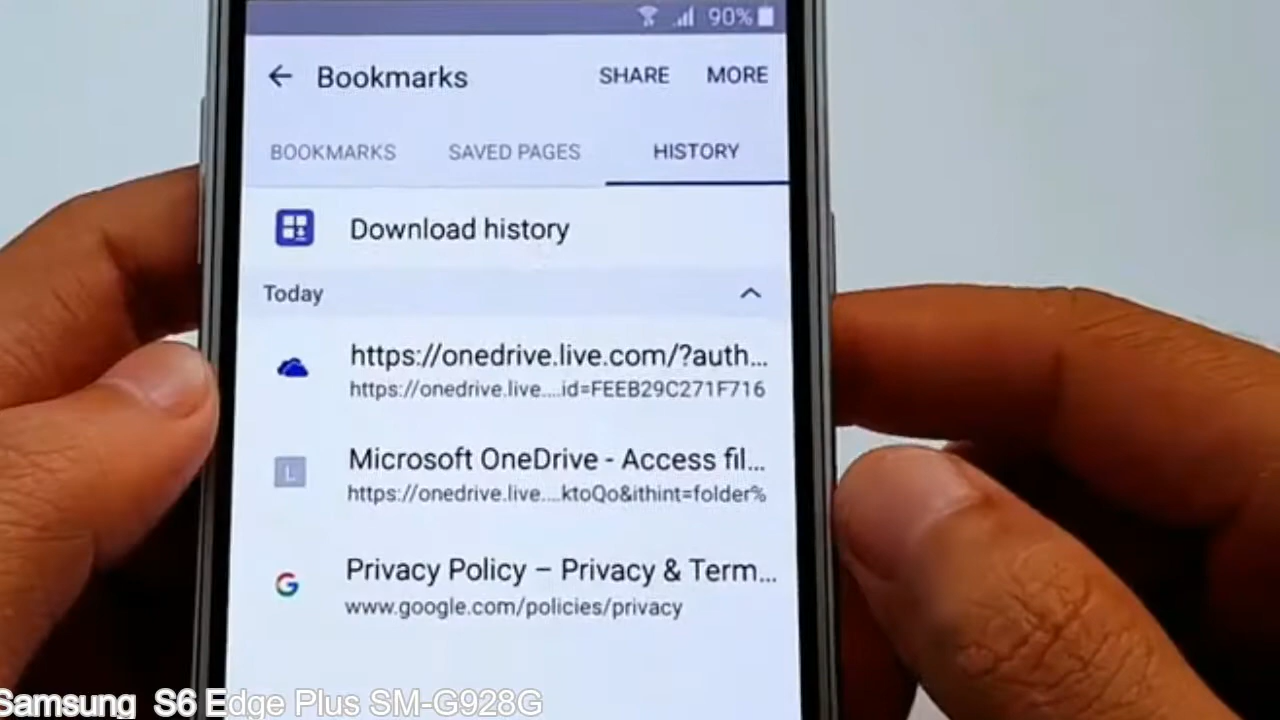 90%
Bookmarks SHARE MORE
BOOKMARKS SAVED PAGES HISTORY
Download history
Today
https://onedrive.live.com/?auth...
https://onedrive.live....id=FEEB29C271F716
L
Microsoft OneDrive - Access fil...
https://onedrive.live....ktoQo&ithint=folder%
G
Privacy Policy – Privacy & Term...
www.google.com/policies/privacy
Samsung S6 Edge Plus SM-G928G